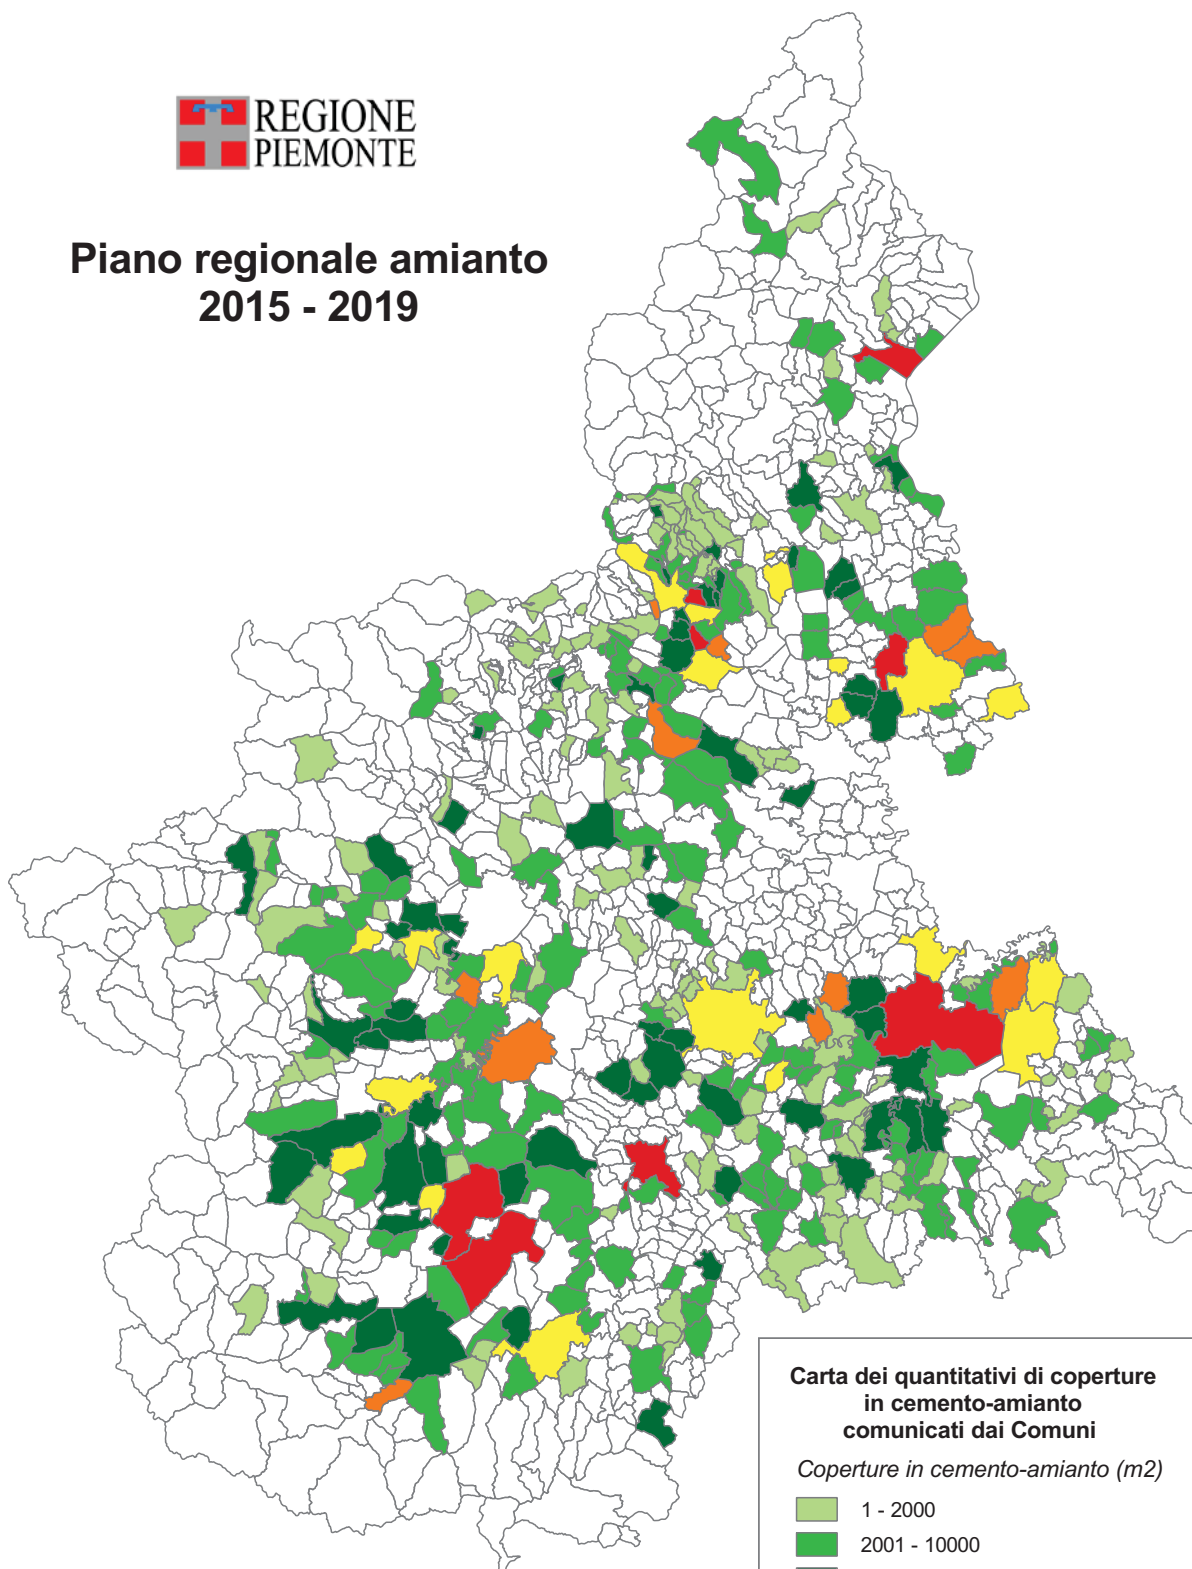 REGIONE
PIEMONTE
Piano regionale amianto
2015 - 2019
Carta dei quantitativi di coperture
in cemento-amianto
comunicati dai Comuni
Coperture in cemento-amianto (m2)
1 - 2000
2001 - 10000